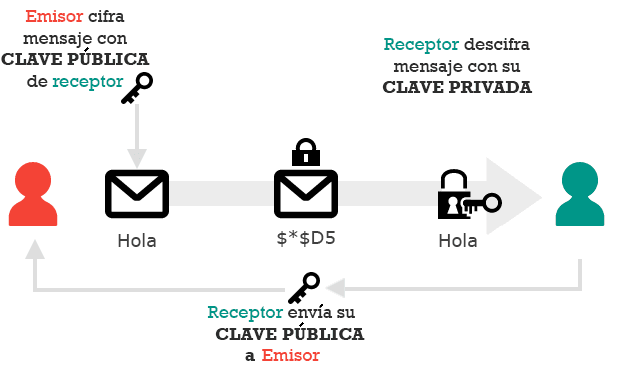 Emisor cifra
mensaje con
CLAVE PÚBLICA
de receptor
Receptor descifra
mensaje con su
CLAVE PRIVADA
Hola
$*$D5
Hola
Receptor envía su
CLAVE PÚBLICA
a Emisor